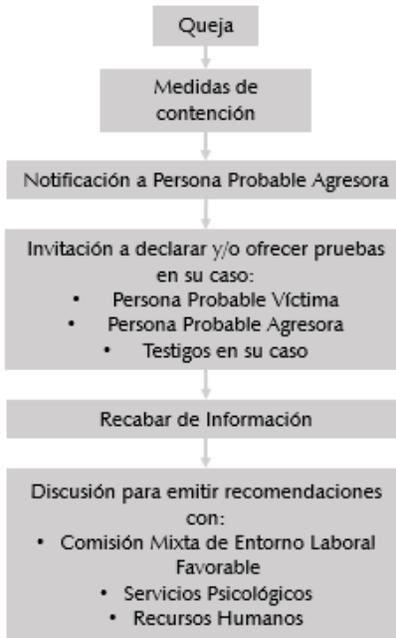 Queja
Medidas de
contención
Notificación a Persona Probable Agresora
Invitación a declarar y/o ofrecer pruebas
en su caso:
• Persona Probable Víctima
• Persona Probable Agresora
• Testigos en su caso
Recabar de Información
Discusión para emitir recomendaciones
con:
• Comisión Mixta de Entorno Laboral
Favorable
• Servicios Psicológicos
• Recursos Humanos